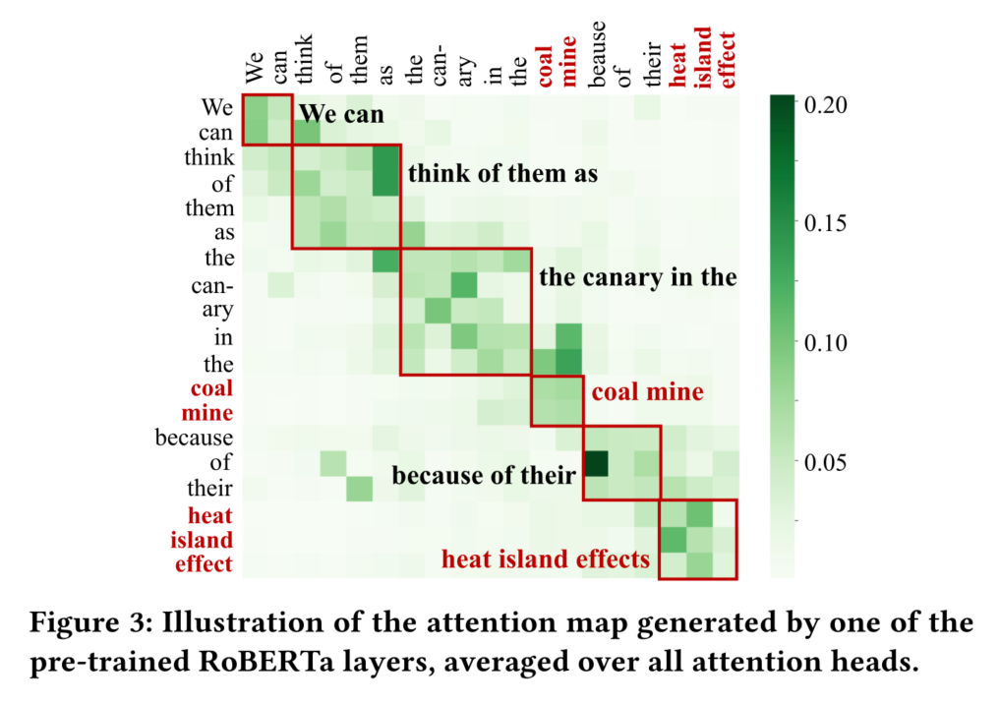 We can think of them as the can- ary in the coal mine beause of their heat island effect
We
We can
can
think
think of them as
of
them
as
the
the canary in the
can-
ary
in
the
coal
coal mine
mine
because
of
because of their
their
heat
island
effect
heat island effects
0.20
0.15
0.10
0.05
Figure 3: Illustration of the attention map generated by one of the
pre-trained RoBERTa layers, averaged over all attention heads.